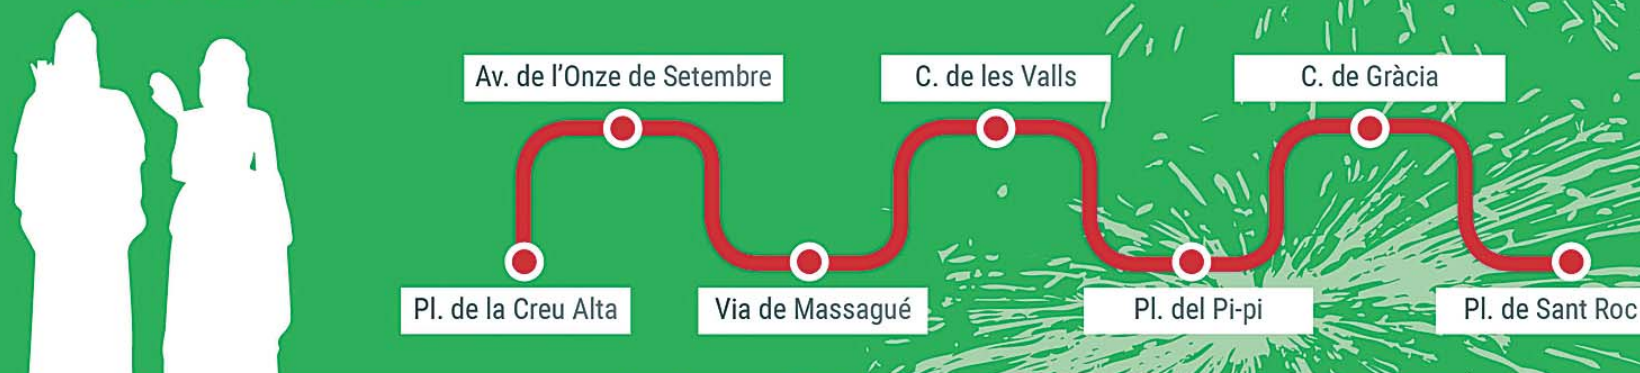 Av. de l'Onze de Setembre
C. de les Valls
C. de Gràcia
Pl. de la Creu Alta
Via de Massagué
Pl. del Pi-pi
Pl. de Sant Roc